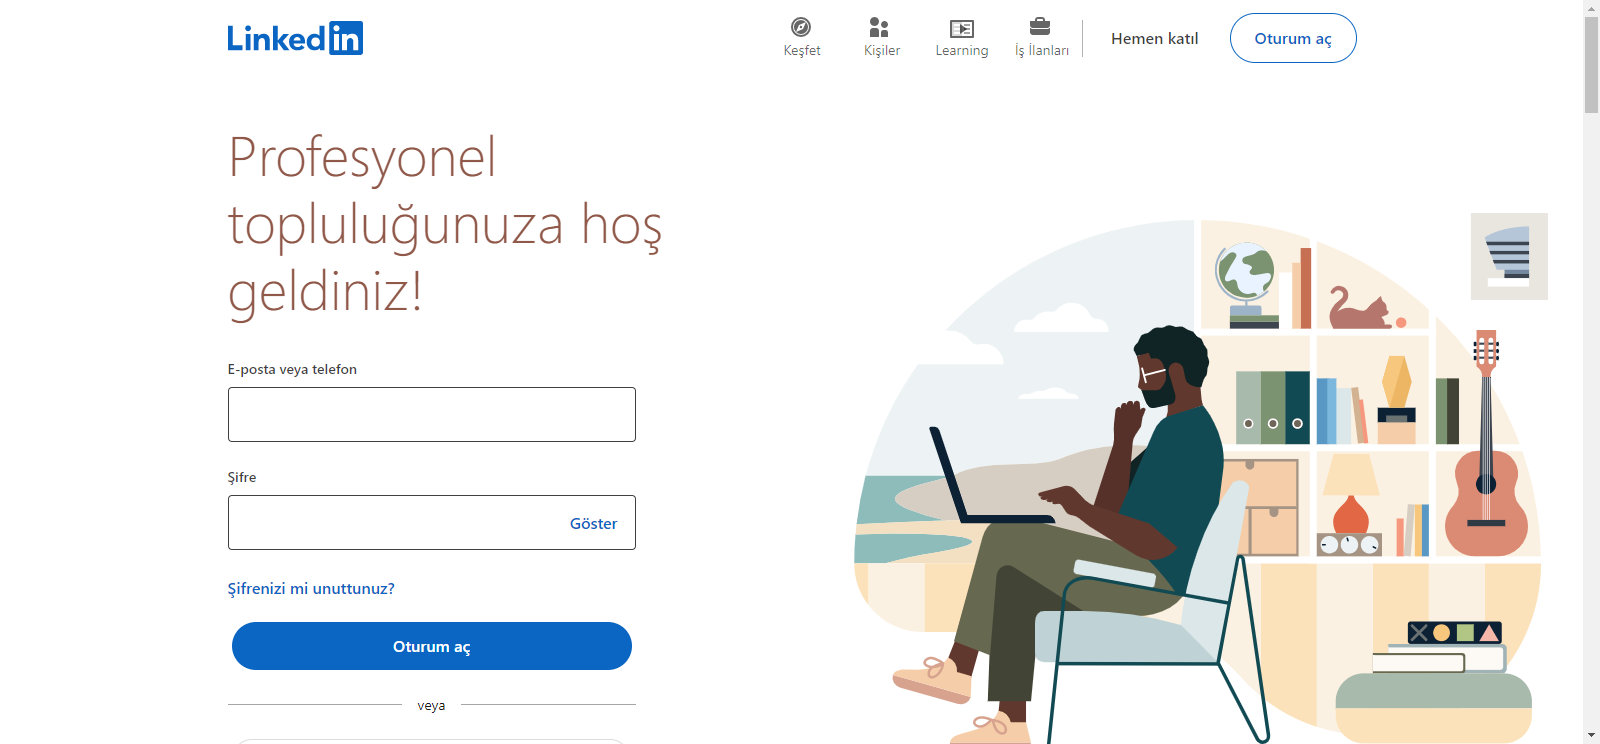 Linked in
Keşfet
Kişiler
Learning
İş İlanları
Hemen katıl
Oturum aç
Profesyonel
topluluğunuza hoş
geldiniz!
E-posta veya telefon
Şifre
Göster
Şifrenizi mi unuttunuz?
Oturum aç
veya